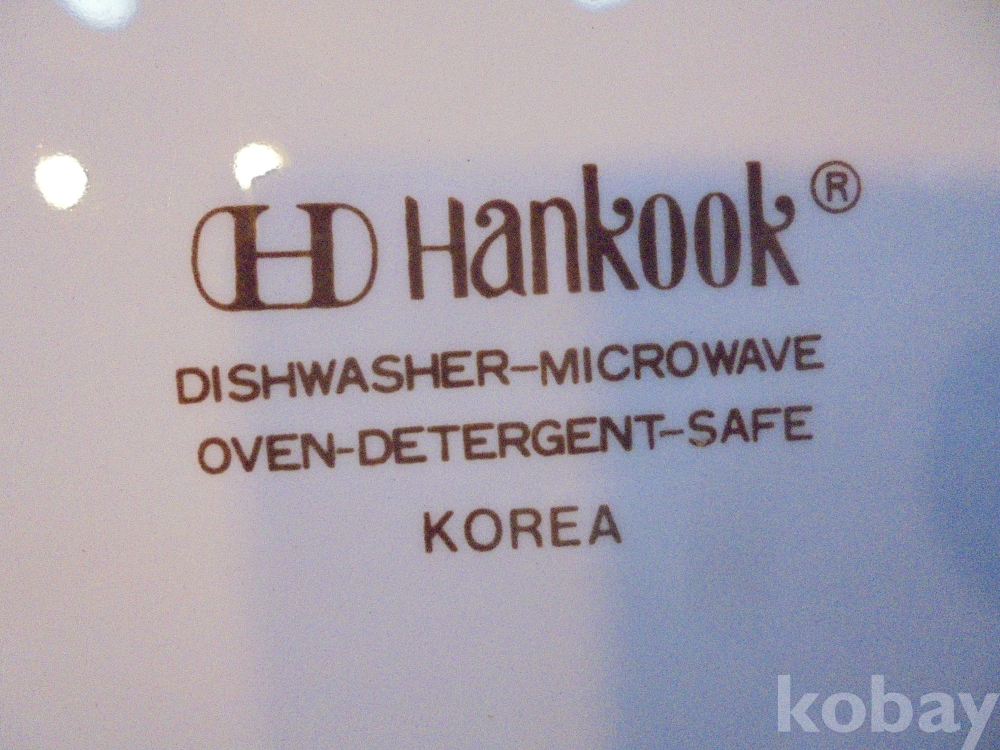 H Hankook ®
DISHWASHER-MICROWAVE
OVEN-DETERGENT-SAFE
KOREA
kobay